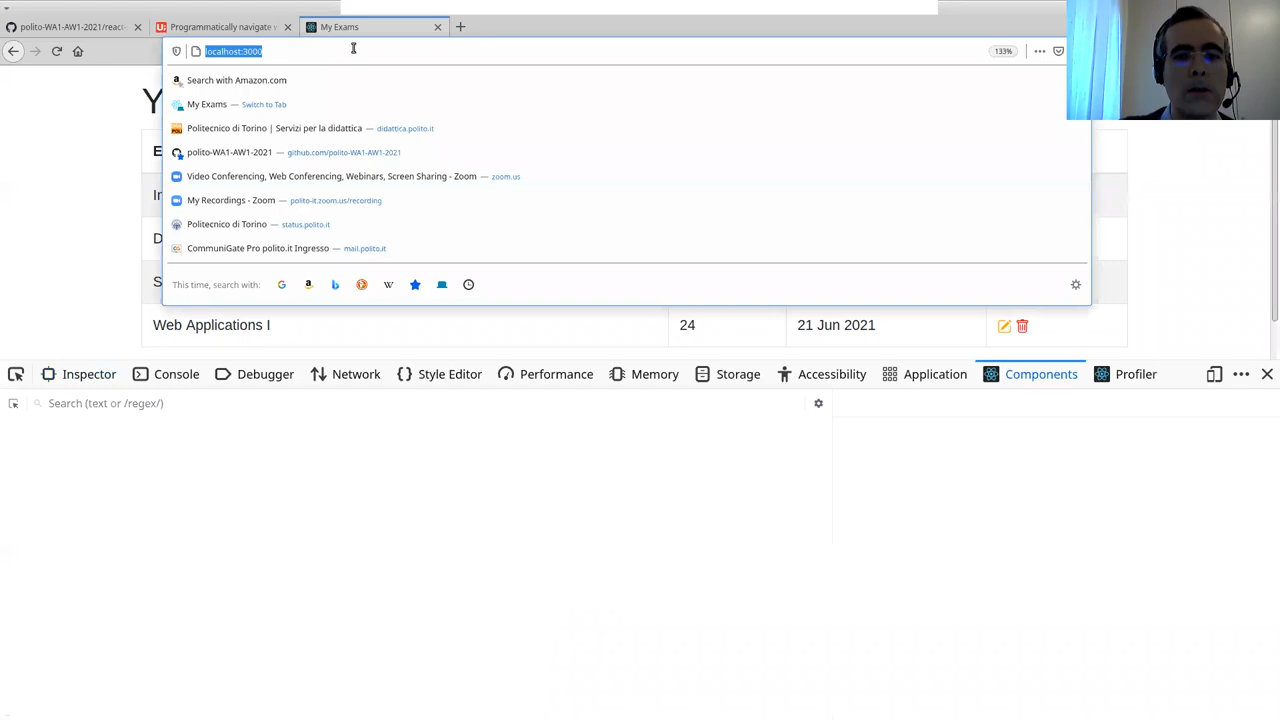 polito-WA1-AW1-2021/react-
Programmatically navigate
My Exams
localhost:3000
133%
Search with Amazon.com
My Exams — Switch to Tab
Politecnico di Torino | Servizi per la didattica — didattica.polito.it
polito-WA1-AW1-2021 — github.com/polito-WA1-AW1-2021
Video Conferencing, Web Conferencing, Webinars, Screen Sharing - Zoom — zoom.us
My Recordings - Zoom — polito-it.zoom.us/recording
Politecnico di Torino — status.polito.it
CommuniGate Pro polito.it Ingresso — mail.polito.it
This time, search with:
Y
E
In
D
S
Web Applications I 24 21 Jun 2021
Inspector Console Debugger Network Style Editor Performance Memory Storage Accessibility Application Components Profiler
Search (text or /regex/)